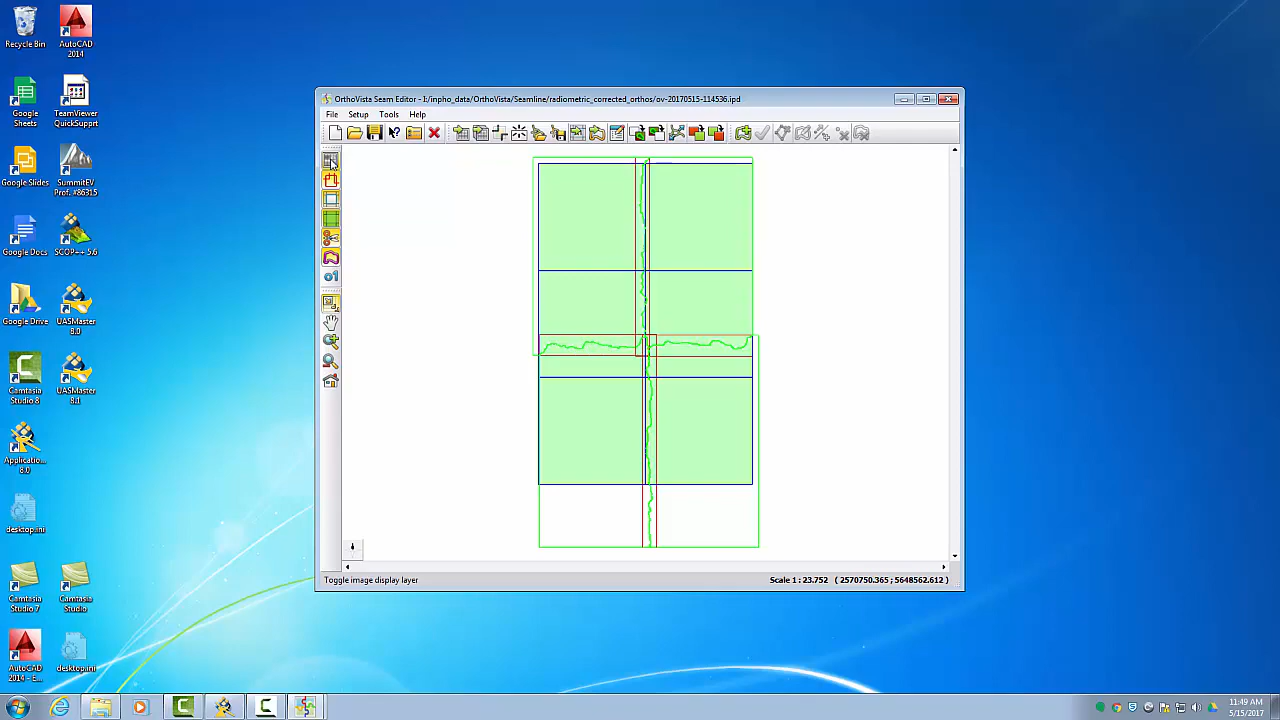 Recycle Bin
AutoCAD 2014
Google Sheets
TeamViewer QuickSupprt
Google Slides
SummitEV Prof. #86315
Google Docs
SCOP++ 5.6
Google Drive
UASMaster 8.0
Camtasia Studio 8
UASMaster 8.1
Applicatio... 8.0
desktop.ini
Camtasia Studio 7
Camtasia Studio
AutoCAD 2014 - E...
desktop.ini
OrthoVista Seam Editor - I:/inpho_data/OrthoVista/Seamline/radiometric_corrected_orthos/ov-20170515-114536.ipd
File Setup Tools Help
Toggle image display layer
Scale 1 : 23.752 ( 2570750.365 ; 5648562.612 )
11:49 AM
5/15/2017